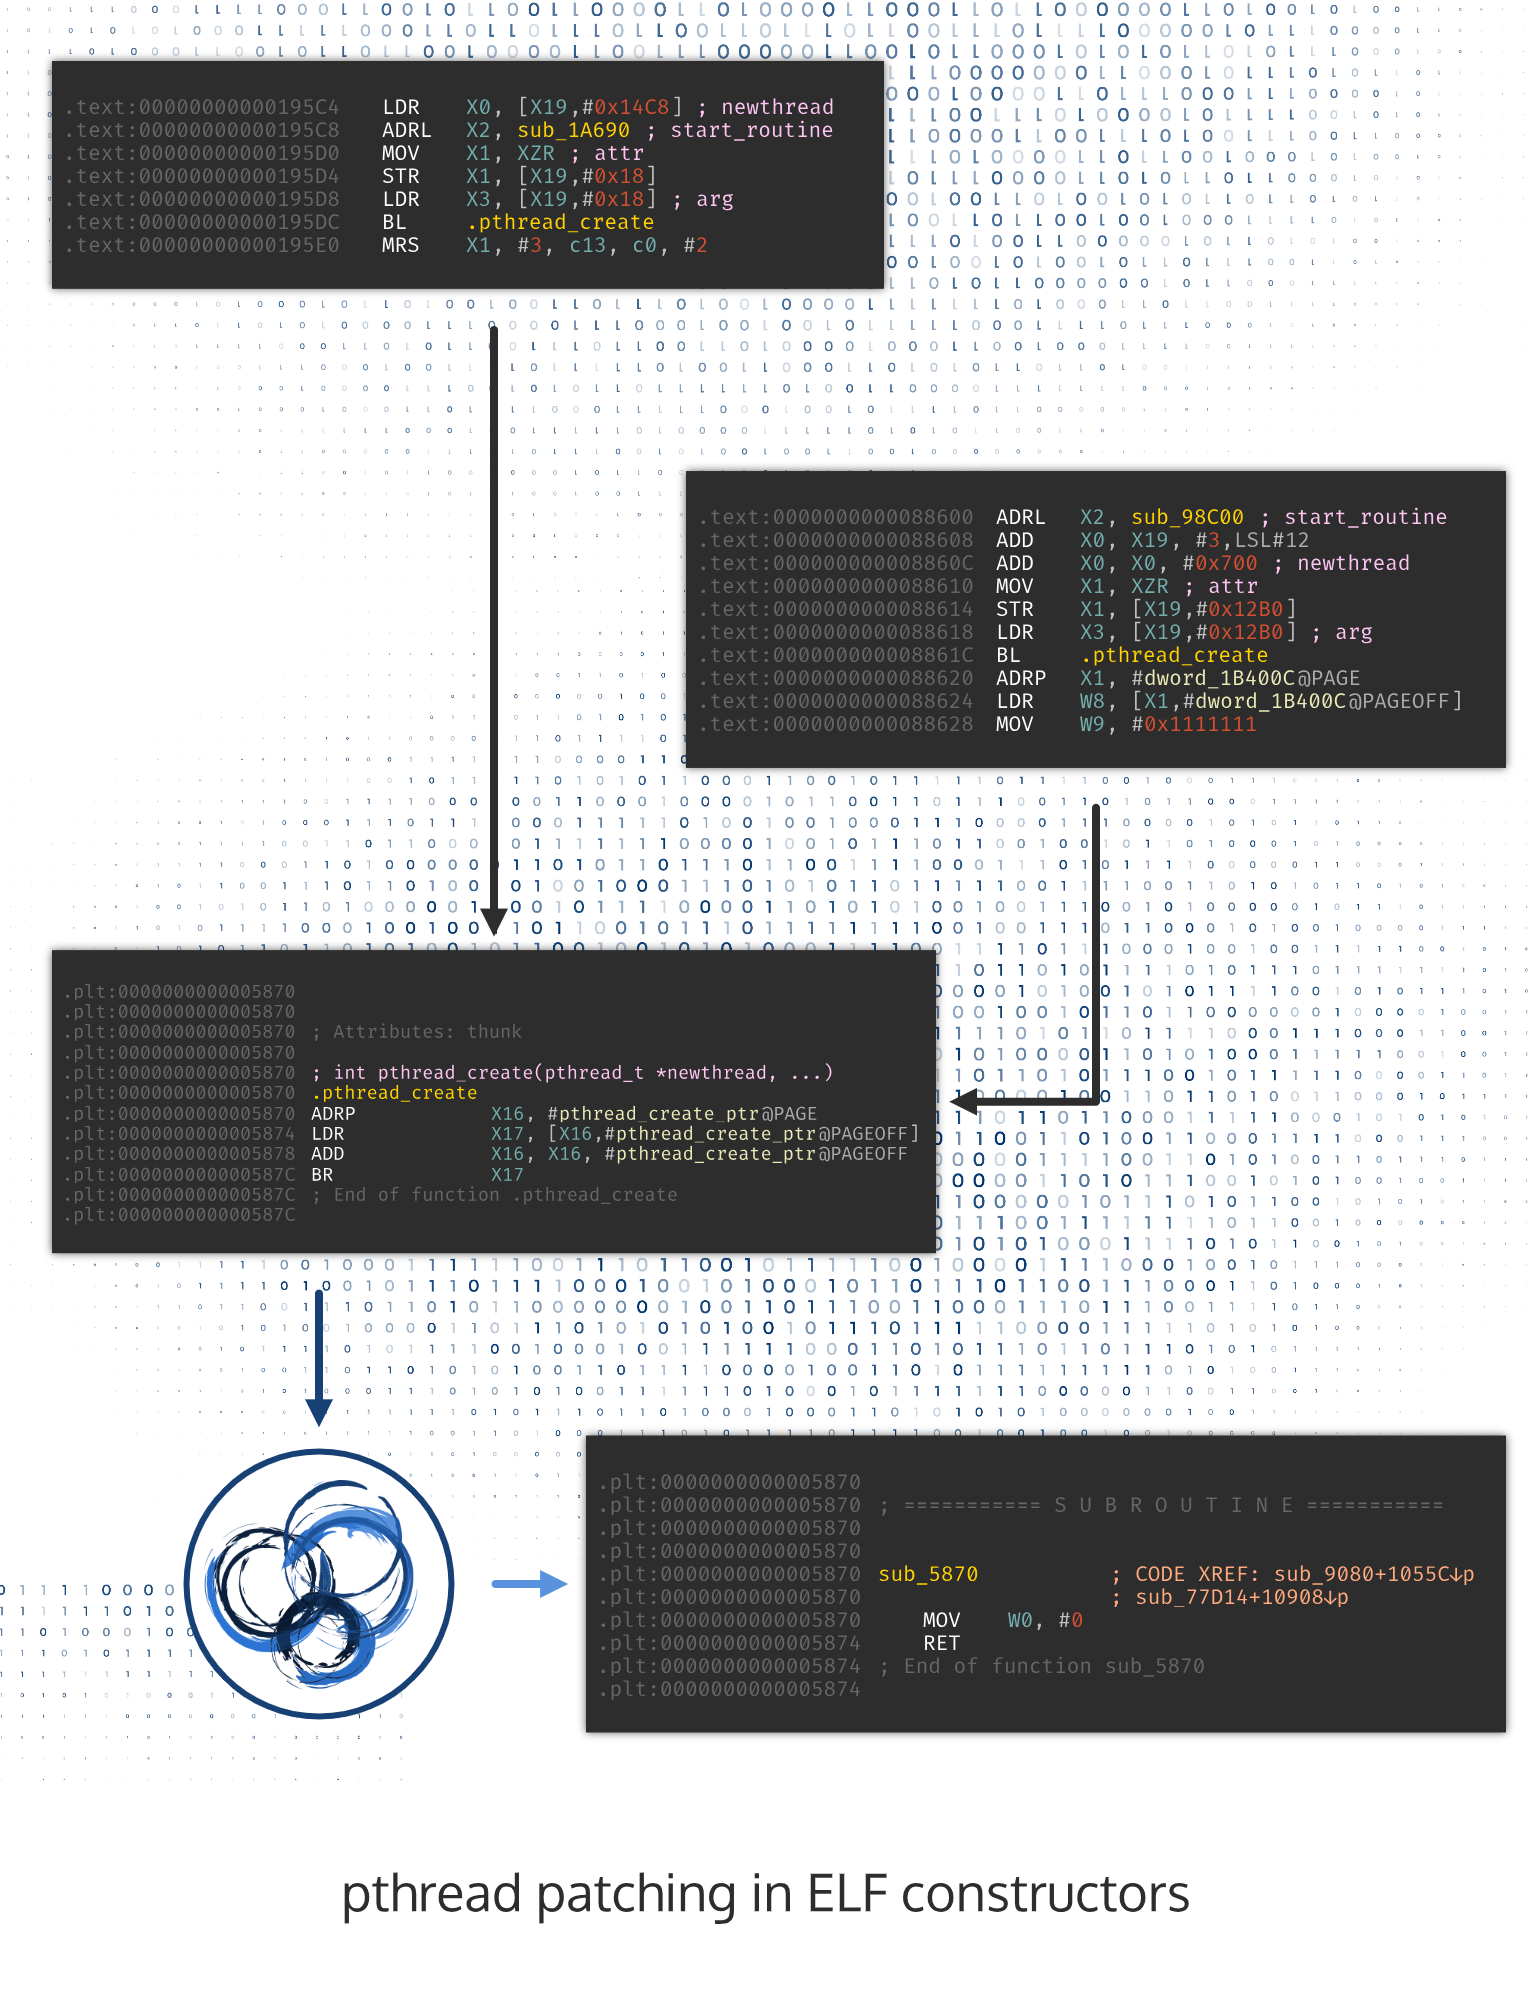 .text:00000000000195C4 LDR X0, [X19,#0x14C8] ; newthread
.text:00000000000195C8 ADRL X2, sub_1A690 ; start_routine
.text:00000000000195D0 MOV X1, XZR ; attr
.text:00000000000195D4 STR X1, [X19,#0x18]
.text:00000000000195D8 LDR X3, [X19,#0x18] ; arg
.text:00000000000195DC BL .pthread_create
.text:00000000000195E0 MRS X1, #3, c13, c0, #2
.text:0000000000088600 ADRL X2, sub_98C00 ; start_routine
.text:0000000000088608 ADD X0, X19, #3,LSL#12
.text:000000000008860C ADD X0, X0, #0x700 ; newthread
.text:0000000000088610 MOV X1, XZR ; attr
.text:0000000000088614 STR X1, [X19,#0x12B0]
.text:0000000000088618 LDR X3, [X19,#0x12B0] ; arg
.text:000000000008861C BL .pthread_create
.text:0000000000088620 ADRP X1, #dword_1B400C@PAGE
.text:0000000000088624 LDR W8, [X1,#dword_1B400C@PAGEOFF]
.text:0000000000088628 MOV W9, #0x1111111
.plt:0000000000005870
.plt:0000000000005870
.plt:0000000000005870 ; Attributes: thunk
.plt:0000000000005870
.plt:0000000000005870 ; int pthread_create(pthread_t *newthread, ...)
.plt:0000000000005870 .pthread_create
.plt:0000000000005870 ADRP X16, #pthread_create_ptr@PAGE
.plt:0000000000005874 LDR X17, [X16,#pthread_create_ptr@PAGEOFF]
.plt:0000000000005878 ADD X16, X16, #pthread_create_ptr@PAGEOFF
.plt:000000000000587C BR X17
.plt:000000000000587C ; End of function .pthread_create
.plt:000000000000587C
.plt:0000000000005870
.plt:0000000000005870 ; =========== S U B R O U T I N E ===========
.plt:0000000000005870
.plt:0000000000005870
.plt:0000000000005870 sub_5870 ; CODE XREF: sub_9080+1055C↓p
.plt:0000000000005870 ; sub_77D14+10908↓p
.plt:0000000000005870 MOV W0, #0
.plt:0000000000005874 RET
.plt:0000000000005874 ; End of function sub_5870
.plt:0000000000005874
pthread patching in ELF constructors